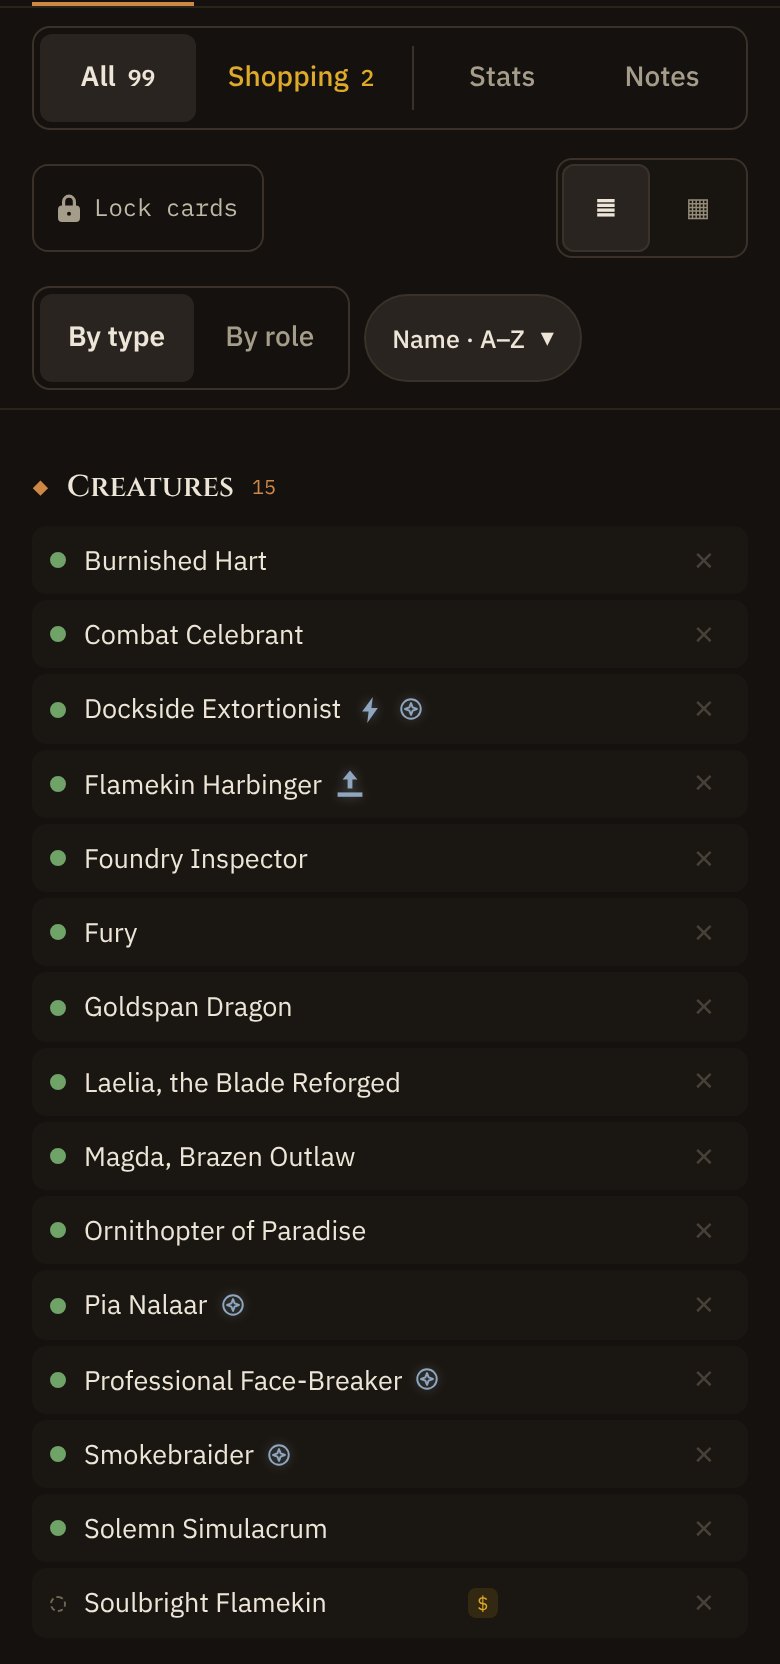 All 99 Shopping 2 Stats Notes
Lock cards
By type By role Name · A–Z ▼
CREATURES 15
Burnished Hart
Combat Celebrant
Dockside Extortionist
Flamekin Harbinger
Foundry Inspector
Fury
Goldspan Dragon
Laelia, the Blade Reforged
Magda, Brazen Outlaw
Ornithopter of Paradise
Pia Nalaar
Professional Face-Breaker
Smokebraider
Solemn Simulacrum
Soulbright Flamekin $